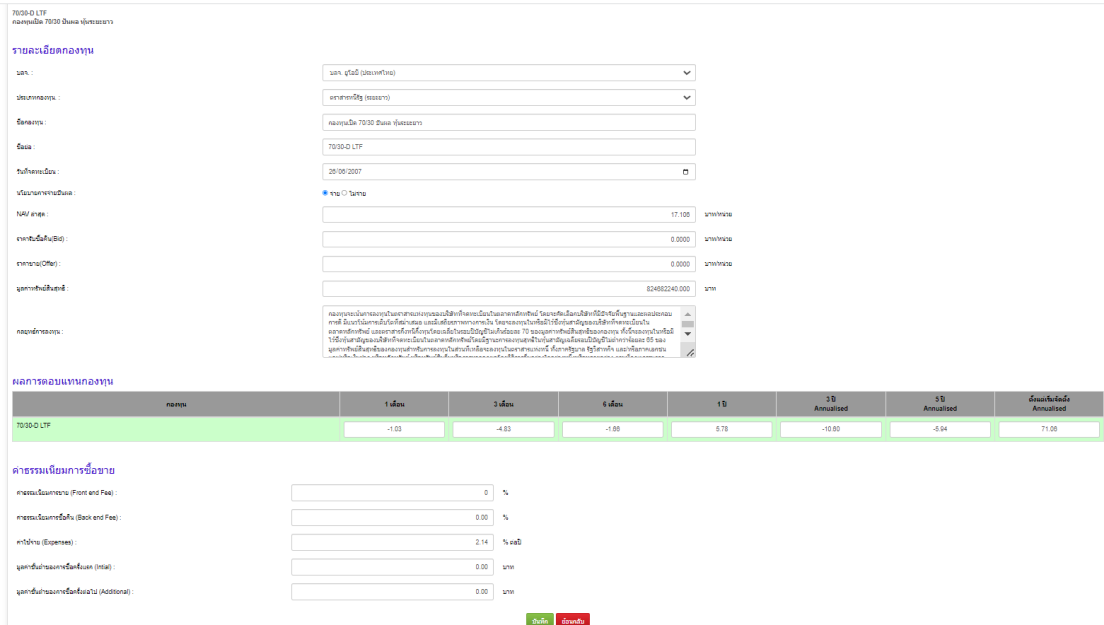 70/30-D LTF
กองทุนเปิด 70/30 ปันผล หุ้นระยะยาว
รายละเอียดกองทุน
บลจ. :
บลจ. ยูโอบี (ประเทศไทย)
ประเภทกองทุน :
ตราสารหนี้รัฐ (ระยะยาว)
ชื่อกองทุน :
กองทุนเปิด 70/30 ปันผล หุ้นระยะยาว
ชื่อย่อ :
70/30-D LTF
วันที่จดทะเบียน :
26/06/2007
นโยบายการจ่ายปันผล :
จ่าย ไม่จ่าย
NAV ล่าสุด :
17.106 บาท/หน่วย
ราคารับซื้อคืน(Bid) :
0.0000 บาท/หน่วย
ราคาขาย(Offer) :
0.0000 บาท/หน่วย
มูลค่าทรัพย์สินสุทธิ :
824682240.000 บาท
กลยุทธ์การลงทุน :
ผลการตอบแทนกองทุน
กองทุน 1 เดือน 3 เดือน 6 เดือน 1 ปี 3 ปี Annualised 5 ปี Annualised ตั้งแต่เริ่มจัดตั้ง Annualised
70/30-D LTF -1.03 -4.83 -1.66 5.78 -10.60 -5.94 71.06
ค่าธรรมเนียมการซื้อขาย
ค่าธรรมเนียมการขาย (Front end Fee) :
0 %
ค่าธรรมเนียมการซื้อคืน (Back end Fee) :
0.00 %
ค่าใช้จ่าย (Expenses) :
2.14 % ต่อปี
มูลค่าขั้นต่ำของการซื้อครั้งแรก (Intial) :
0.00 บาท
มูลค่าขั้นต่ำของการซื้อครั้งต่อไป (Additional) :
0.00 บาท
บันทึก ย้อนกลับ